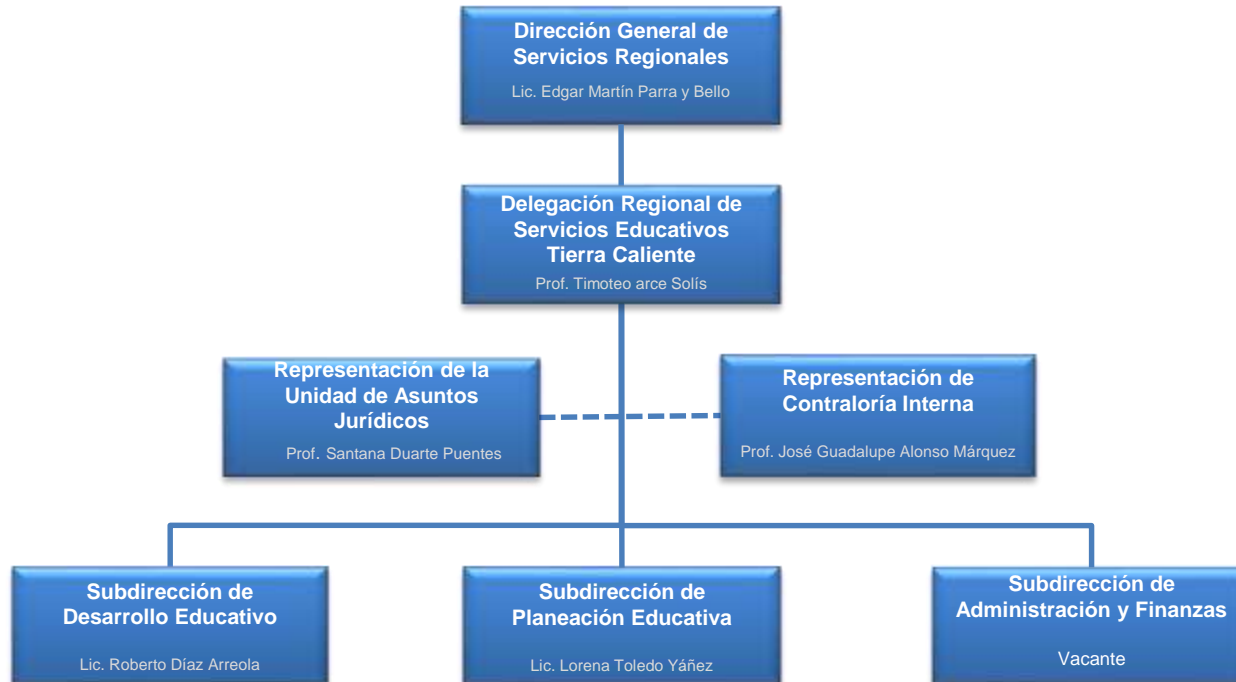 Dirección General de
Servicios Regionales
Lic. Edgar Martín Parra y Bello
Delegación Regional de
Servicios Educativos
Tierra Caliente
Prof. Timoteo arce Solís
Representación de la
Unidad de Asuntos
Jurídicos
Prof. Santana Duarte Puentes
Representación de
Contraloría Interna
Prof. José Guadalupe Alonso Márquez
Subdirección de
Desarrollo Educativo
Lic. Roberto Díaz Arreola
Subdirección de
Planeación Educativa
Lic. Lorena Toledo Yáñez
Subdirección de
Administración y Finanzas
Vacante